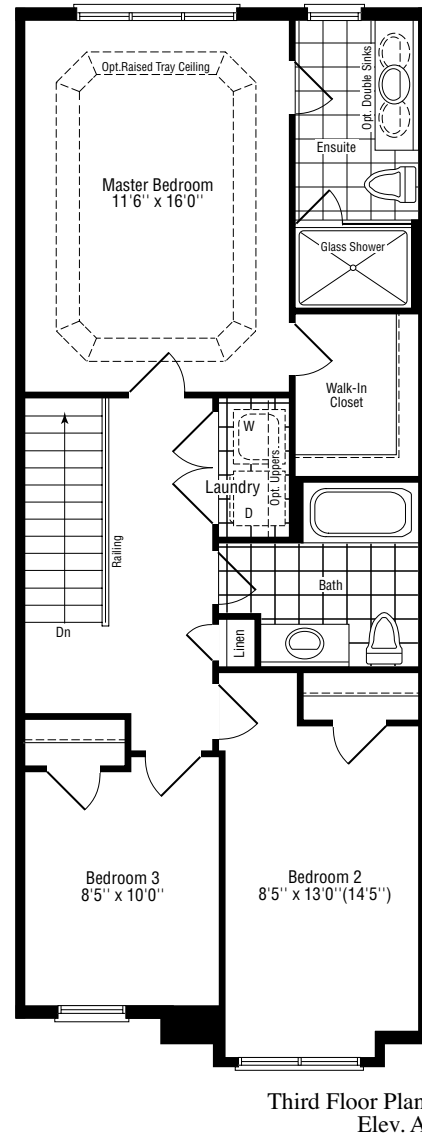 Opt.Raised Tray Ceiling
Opt. Double Sinks
Ensuite
Master Bedroom
11'6'' x 16'0''
Glass Shower
Walk-In
Closet
W
Opt. Uppers
Laundry
D
Railing
Bath
Dn
Linen
Bedroom 3
8'5'' x 10'0''
Bedroom 2
8'5'' x 13'0''(14'5'')
Third Floor Plan
Elev. A